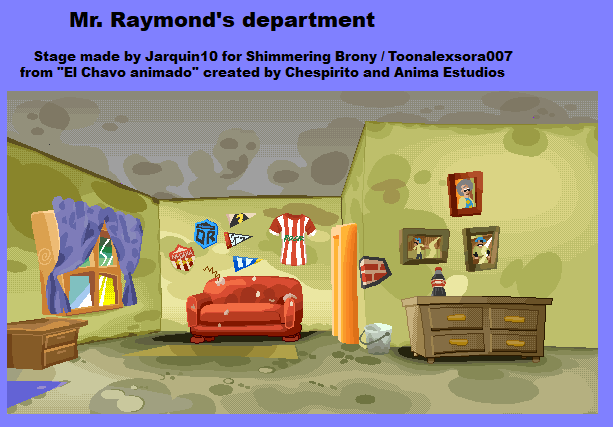 Mr. Raymond's department
Stage made by Jarquin10 for Shimmering Brony / Toonalexsora007
from "El Chavo animado" created by Chespirito and Anima Estudios